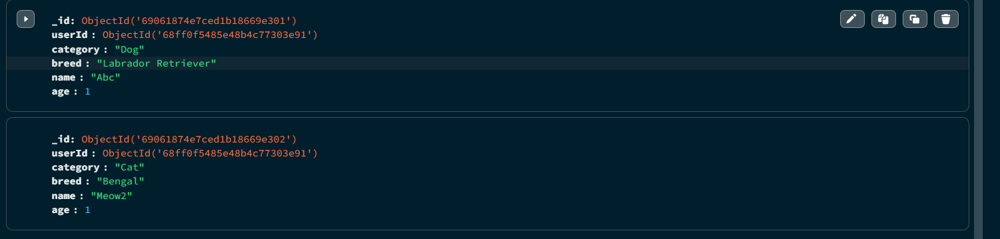 _id: ObjectId('69061874e7ced1b18669e301')
userId : ObjectId('68ff0f5485e48b4c77303e91')
category : "Dog"
breed : "Labrador Retriever"
name : "Abc"
age : 1
_id: ObjectId('69061874e7ced1b18669e302')
userId : ObjectId('68ff0f5485e48b4c77303e91')
category : "Cat"
breed : "Bengal"
name : "Meow2"
age : 1